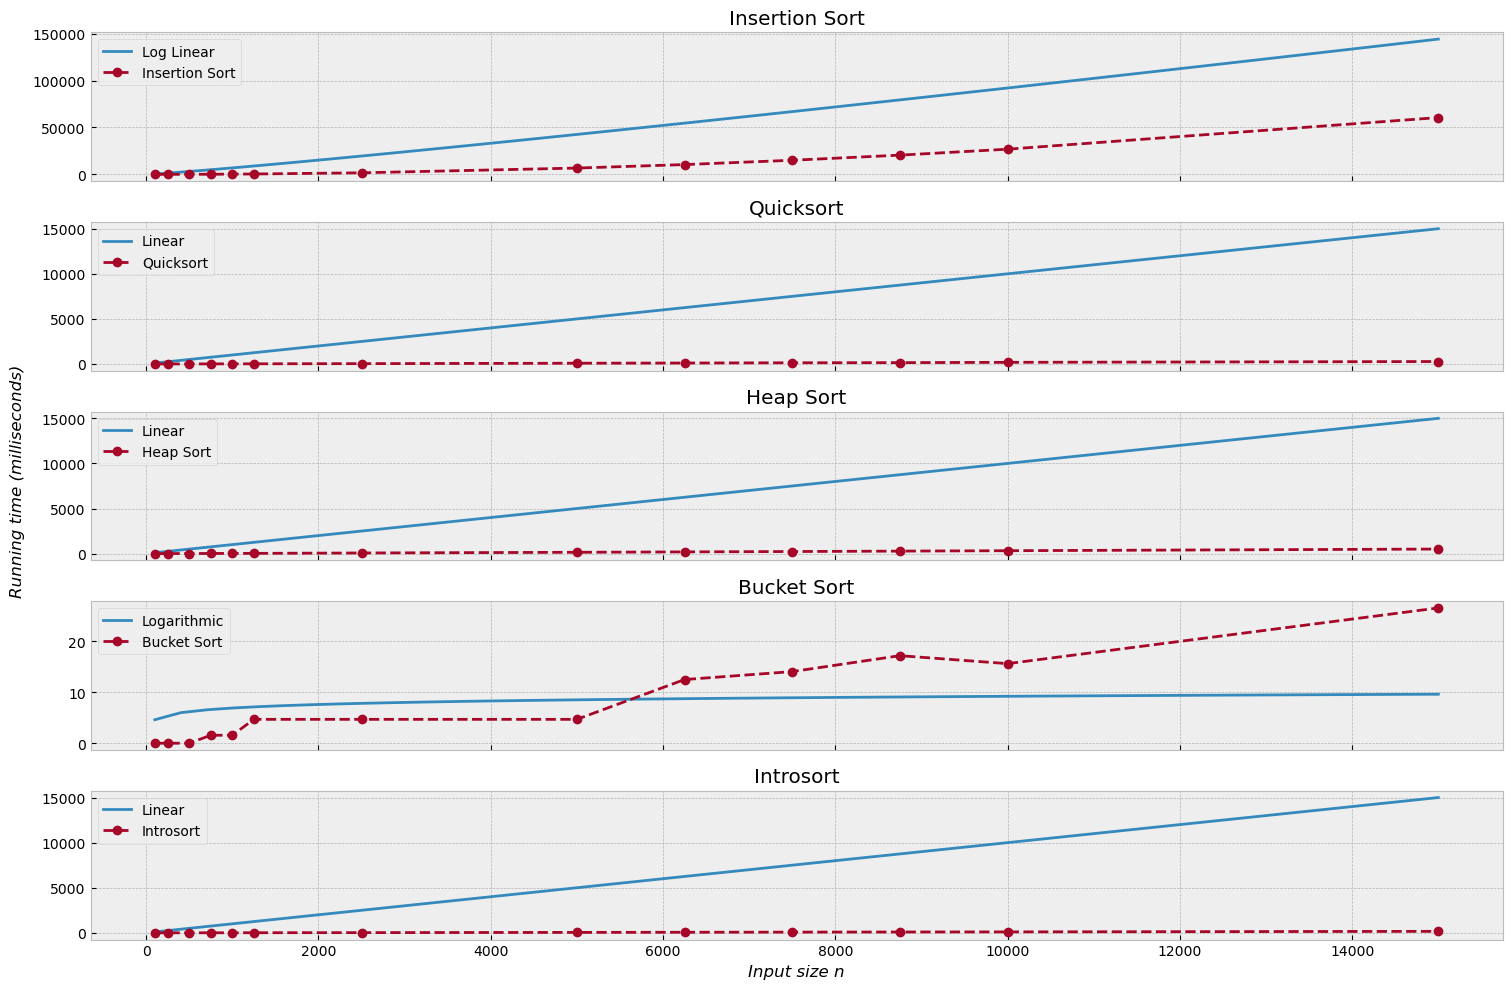 Insertion Sort
150000
100000
50000
0
Log Linear
Insertion Sort
Quicksort
15000
10000
5000
0
Linear
Quicksort
Heap Sort
15000
10000
5000
0
Linear
Heap Sort
Bucket Sort
20
10
0
Logarithmic
Bucket Sort
Introsort
15000
10000
5000
0
Linear
Introsort
0 2000 4000 6000 8000 10000 12000 14000
Input size n
Running time (milliseconds)